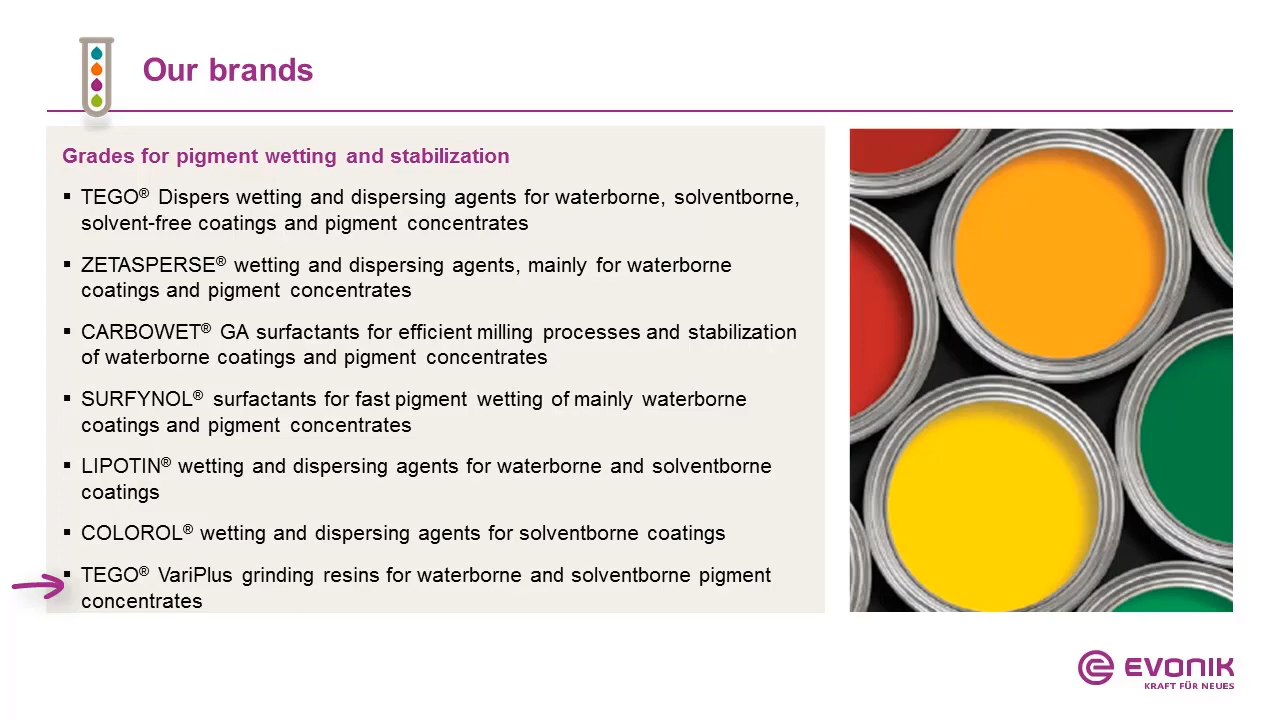 Our brands
Grades for pigment wetting and stabilization
▪ TEGO® Dispers wetting and dispersing agents for waterborne, solventborne,
solvent-free coatings and pigment concentrates
▪ ZETASPERSE® wetting and dispersing agents, mainly for waterborne
coatings and pigment concentrates
▪ CARBOWET® GA surfactants for efficient milling processes and stabilization
of waterborne coatings and pigment concentrates
▪ SURFYNOL® surfactants for fast pigment wetting of mainly waterborne
coatings and pigment concentrates
▪ LIPOTIN® wetting and dispersing agents for waterborne and solventborne
coatings
▪ COLOROL® wetting and dispersing agents for solventborne coatings
▪ TEGO® VariPlus grinding resins for waterborne and solventborne pigment
concentrates
EVONIK
KRAFT FÜR NEUES